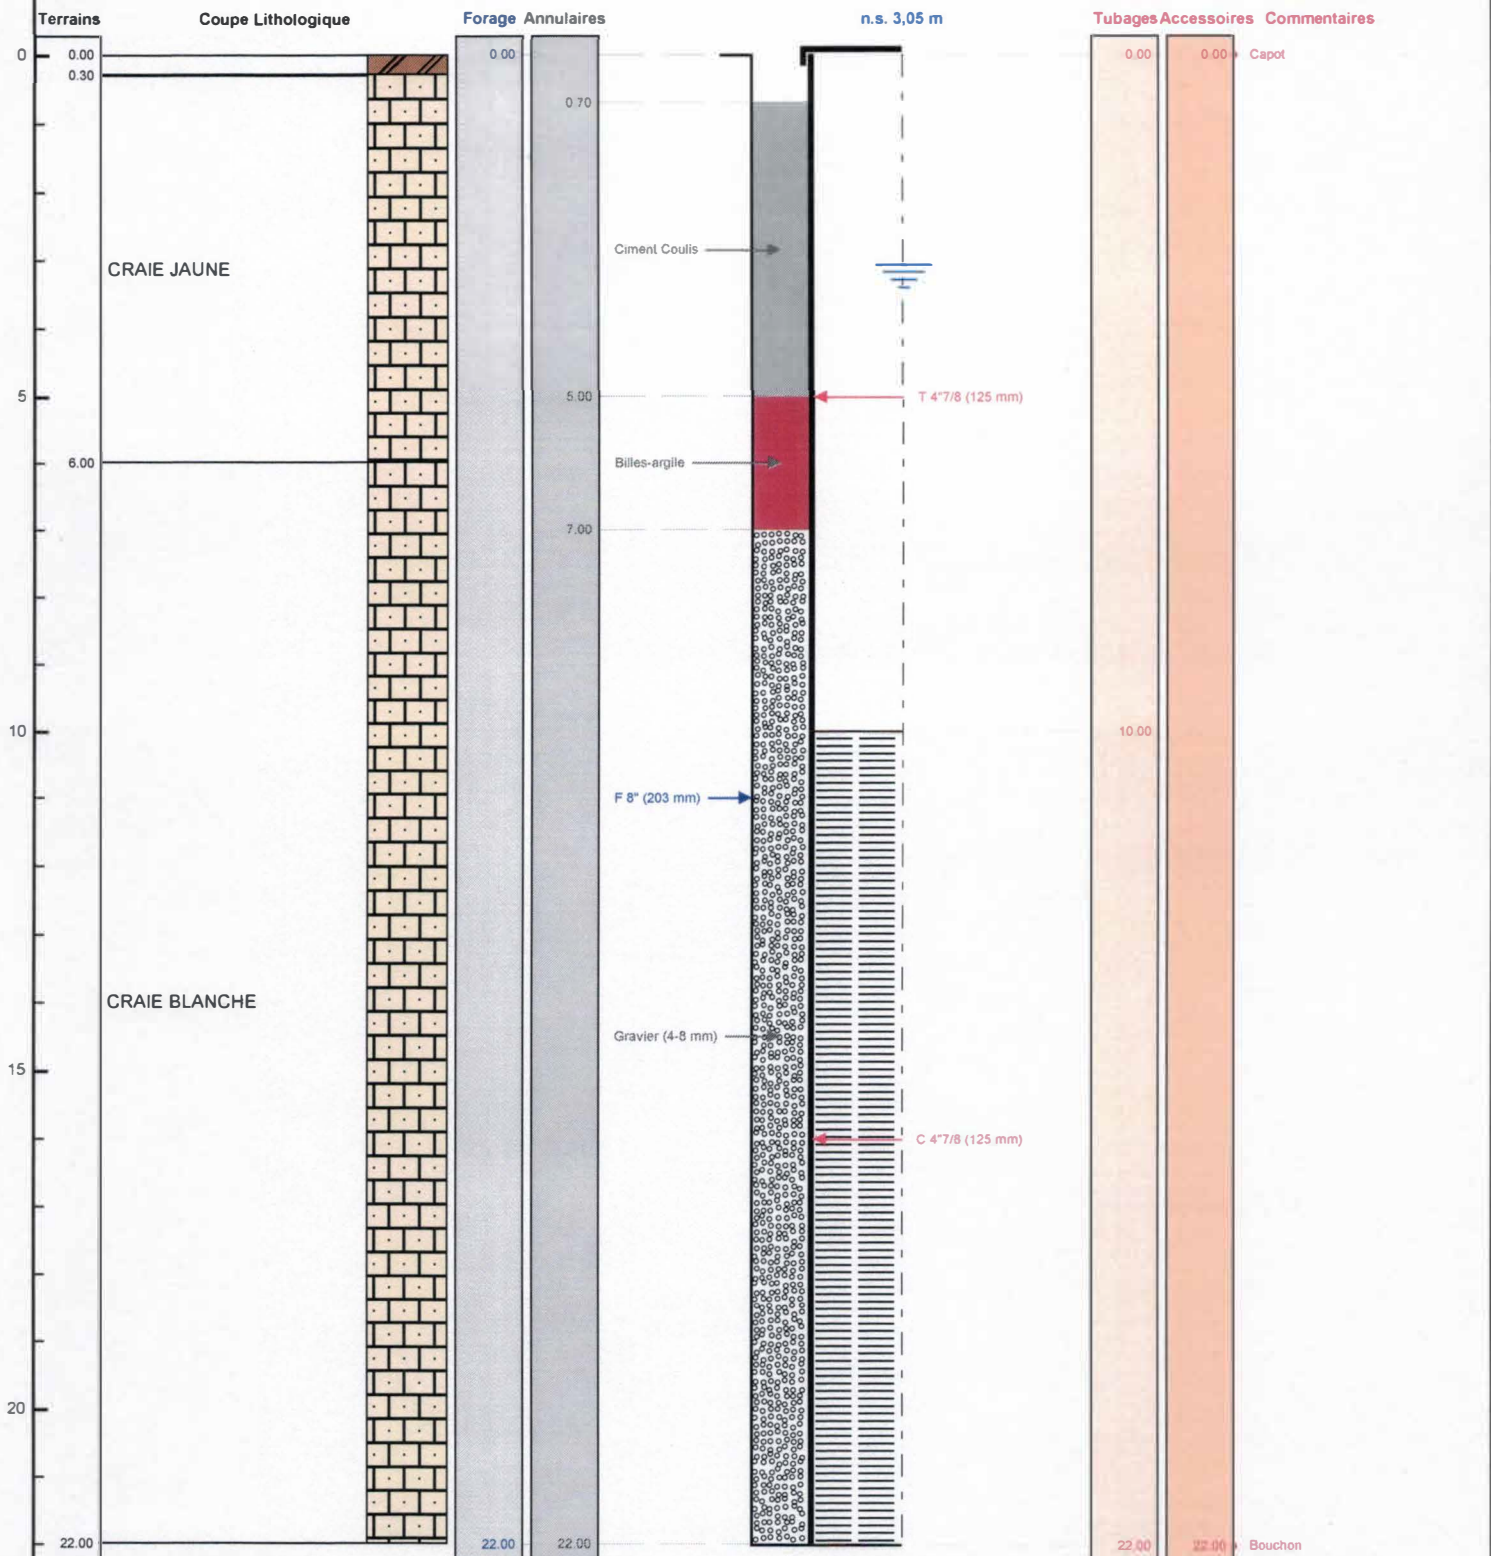 Terrains Coupe Lithologique Forage Annulaires n.s. 3,05 m Tubages Accessoires Commentaires
0 0.00 0.00 0.00 0.00 Capot
0.30
0.70
Ciment Coulis
CRAIE JAUNE
5 5.00 T 4"7/8 (125 mm)
6.00 Billes-argile
7.00
10 10.00
F 8" (203 mm)
CRAIE BLANCHE
Gravier (4-8 mm)
15
C 4"7/8 (125 mm)
20
22.00 22.00 22.00 22.00 22.00 Bouchon